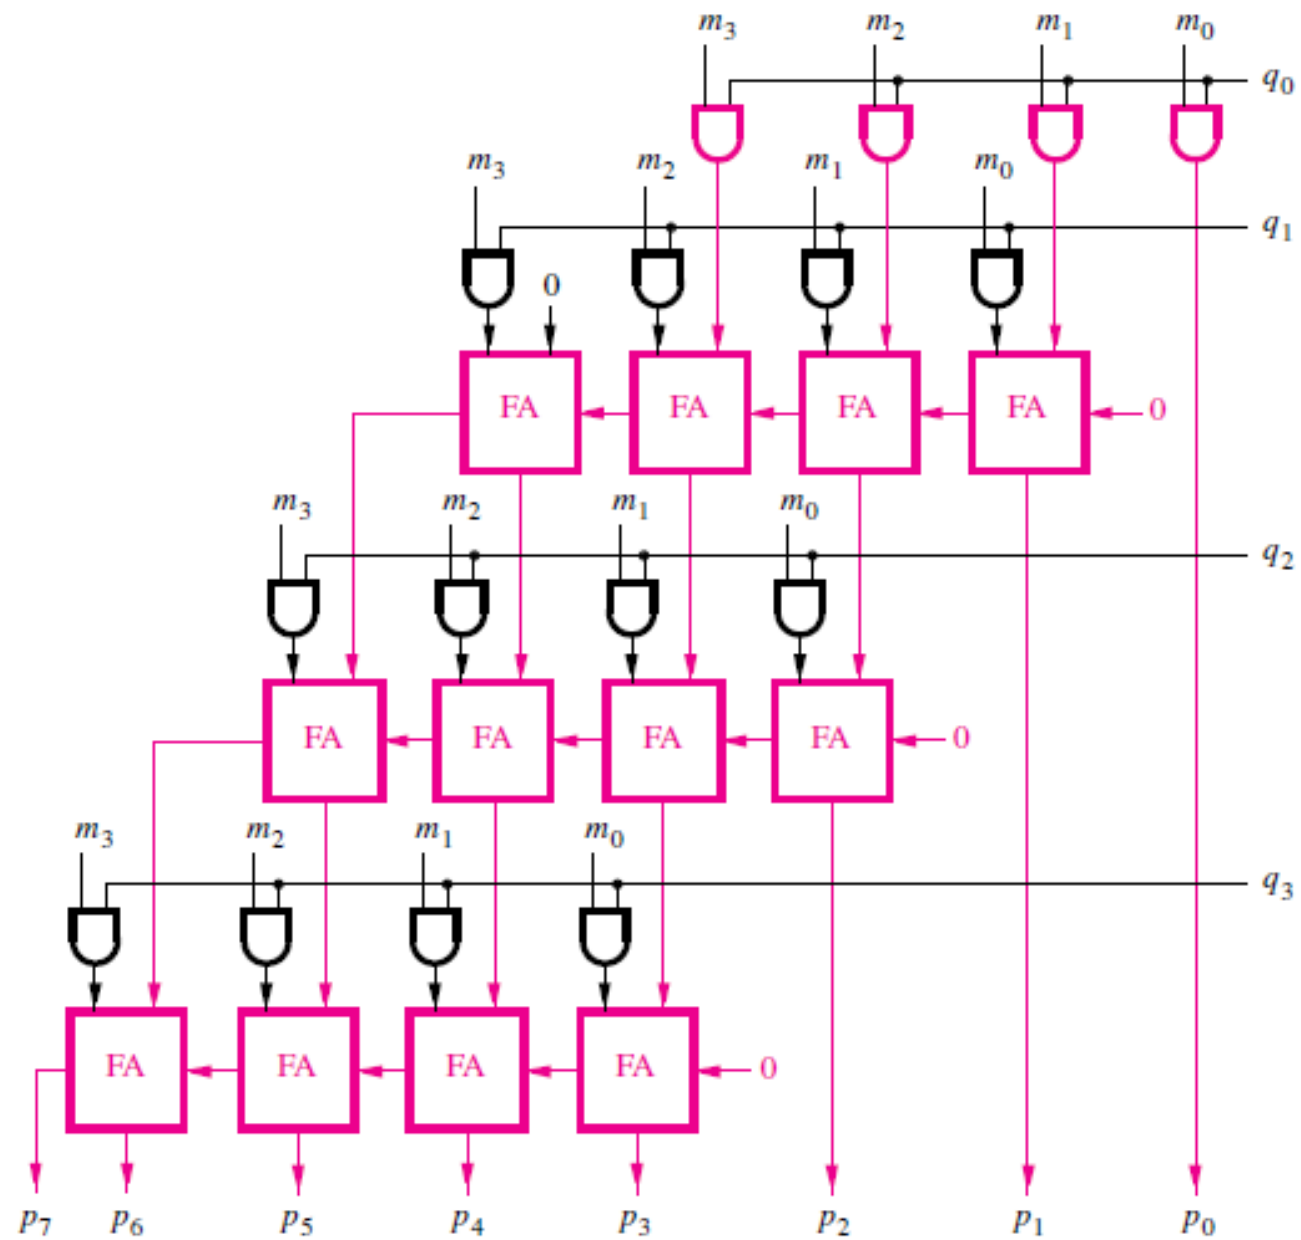 m₃ m₂ m₁ m₀
q₀
m₃ m₂ m₁ m₀
q₁
0
FA FA FA FA 0
m₃ m₂ m₁ m₀
q₂
FA FA FA FA 0
m₃ m₂ m₁ m₀
q₃
FA FA FA FA 0
p₇ p₆ p₅ p₄ p₃ p₂ p₁ p₀